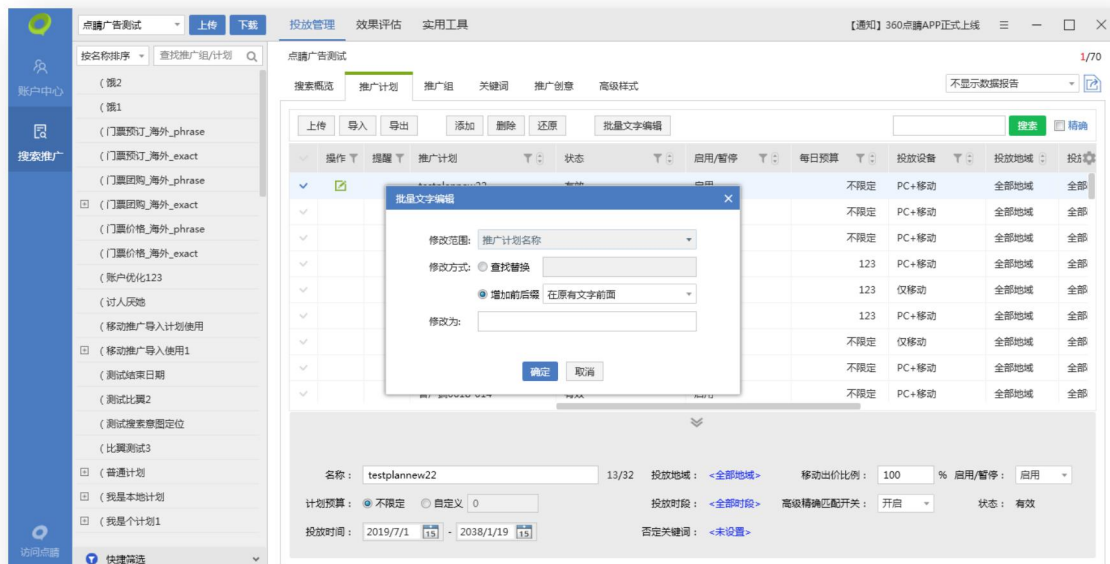 点睛广告测试 上传 下载 投放管理 效果评估 实用工具 【通知】360点睛APP正式上线
按名称排序 查找推广组/计划 点睛广告测试 1/70
账户中心
搜索推广
访问点睛
(饿2
(饿1
(门票预订_海外_phrase
(门票预订_海外_exact
(门票团购_海外_phrase
(门票团购_海外_exact
(门票价格_海外_phrase
(门票价格_海外_exact
(账户优化123
(讨人厌她
(移动推广导入计划使用
(移动推广导入使用1
(测试结束日期
(测试比翼2
(测试搜索意图定位
(比翼测试3
(普通计划
(我是本地计划
(我是个计划1
快捷筛选
搜索概览 推广计划 推广组 关键词 推广创意 高级样式 不显示数据报告
上传 导入 导出 添加 删除 还原 批量文字编辑 搜索 精确
操作 提醒 推广计划 状态 启用/暂停 每日预算 投放设备 投放地域
testplannew22 有效 启用 不限定 PC+移动 全部地域 全部
不限定 PC+移动 全部地域 全部
不限定 PC+移动 全部地域 全部
123 PC+移动 全部地域 全部
123 仅移动 全部地域 全部
123 PC+移动 全部地域 全部
不限定 仅移动 全部地域 全部
不限定 PC+移动 全部地域 全部
不限定 PC+移动 全部地域 全部
批量文字编辑
修改范围: 推广计划名称
修改方式: 查找替换
增加前后缀 在原有文字前面
修改为:
确定 取消
名称: testplannew22 13/32 投放地域: <全部地域> 移动出价比例: 100 % 启用/暂停: 启用
计划预算: 不限定 自定义 0 投放时段: <全部时段> 高级精确匹配开关: 开启 状态: 有效
投放时间: 2019/7/1 15 - 2038/1/19 15 否定关键词: <未设置>